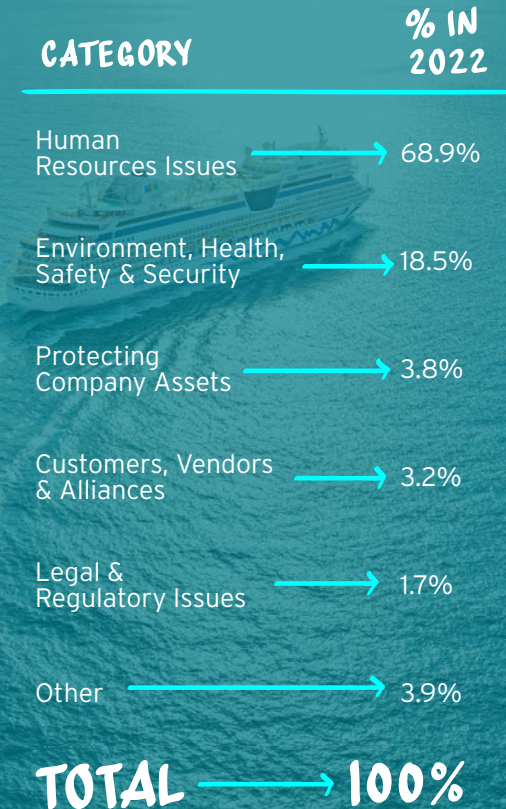 CATEGORY
% IN
2022
Human
Resources Issues
68.9%
Environment, Health,
Safety & Security
18.5%
Protecting
Company Assets
3.8%
Customers, Vendors
& Alliances
3.2%
Legal &
Regulatory Issues
1.7%
Other
3.9%
TOTAL
100%